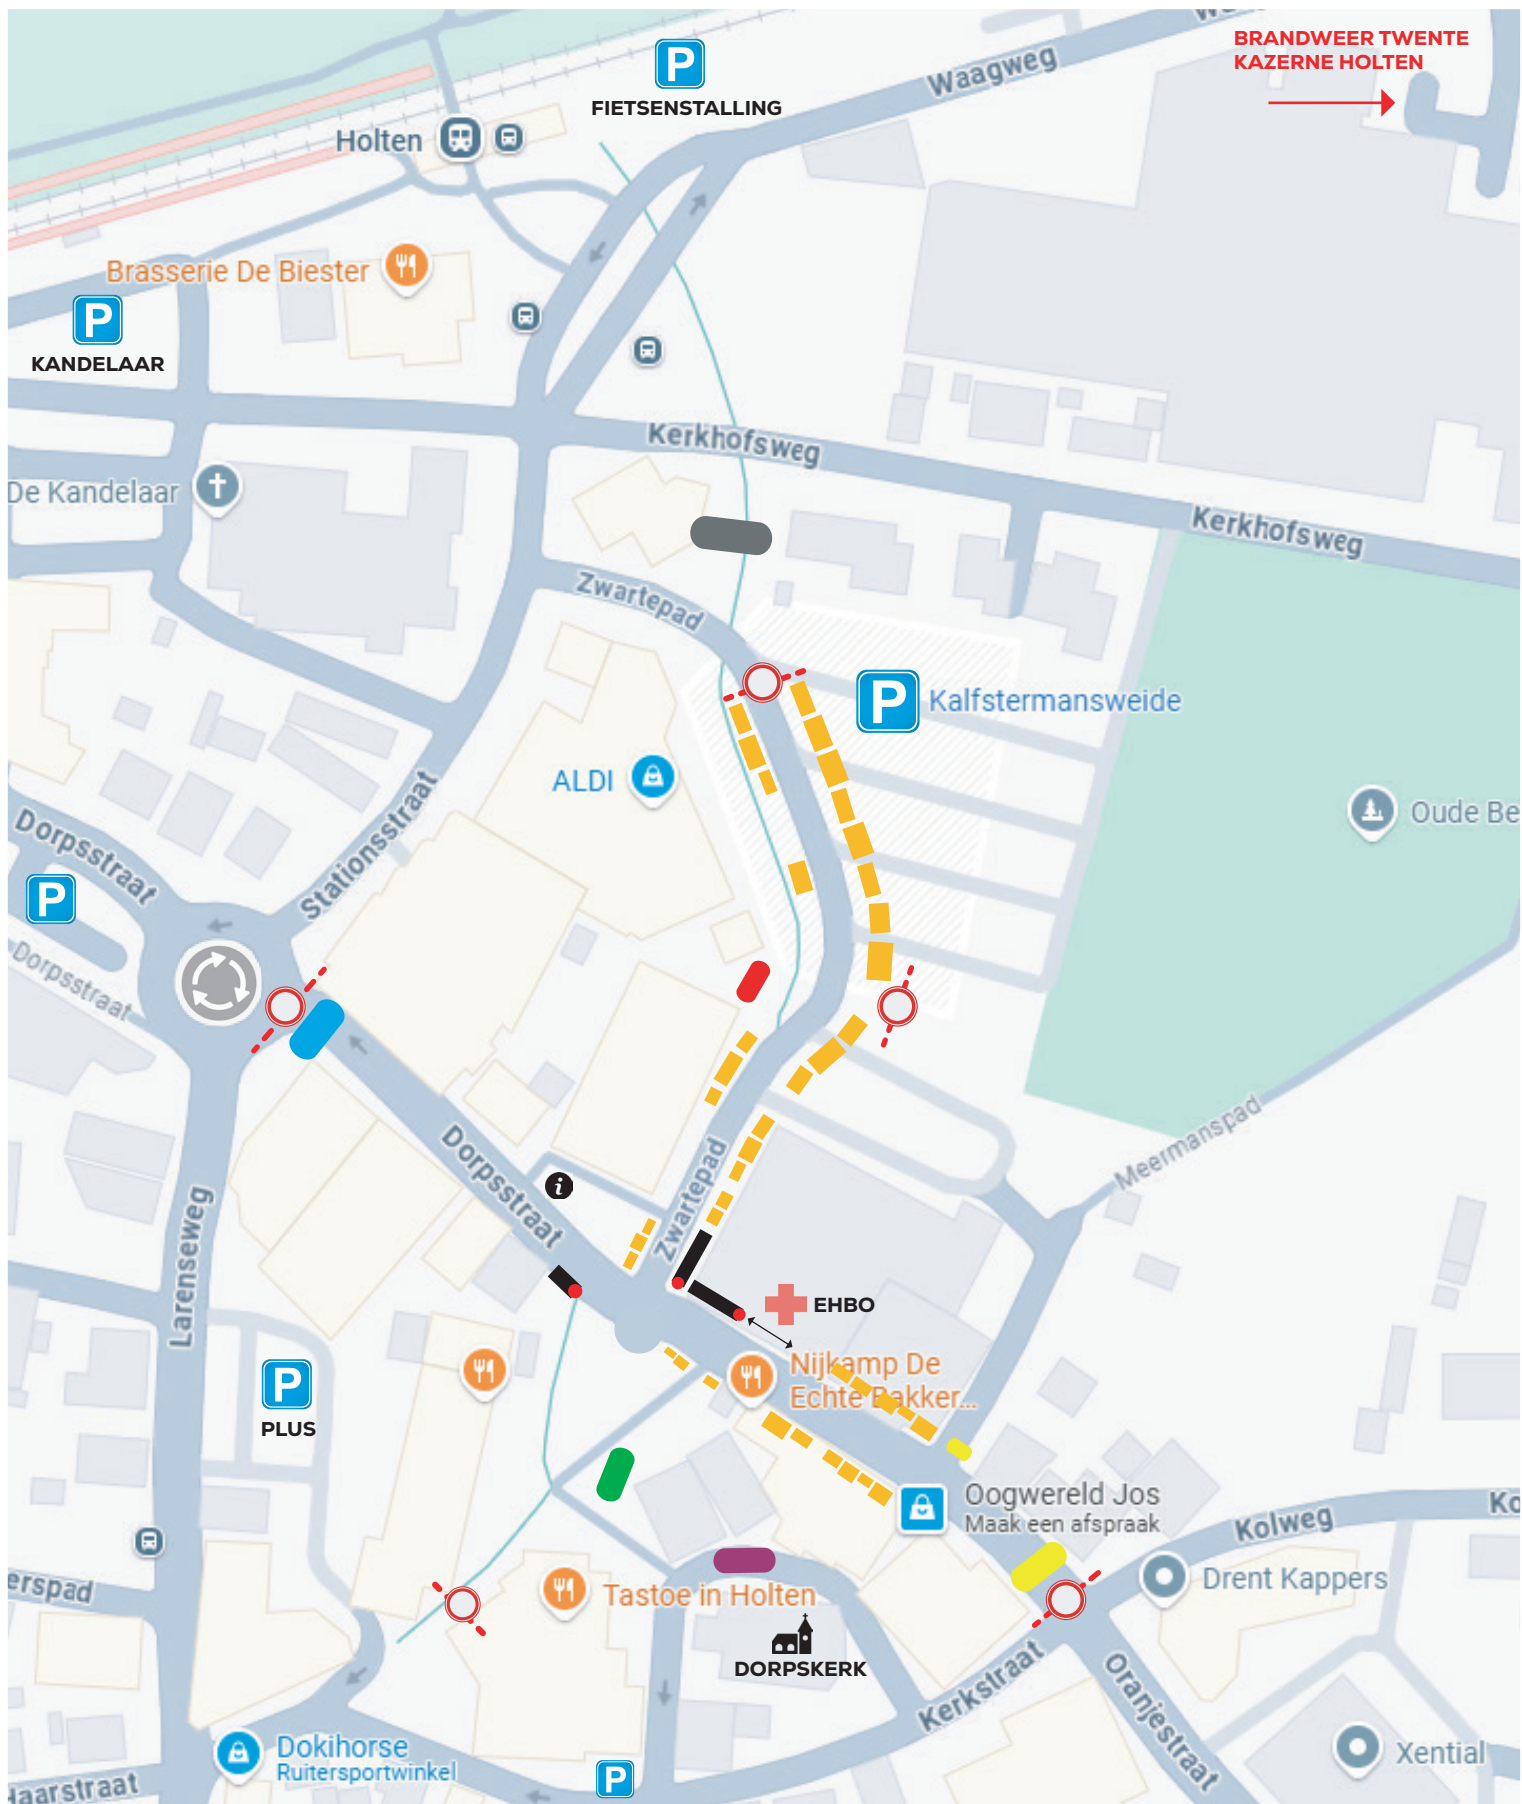 BRANDWEER TWENTE
KAZERNE HOLTEN
P
FIETSENSTALLING
Waagweg
Holten
Brasserie De Biester
P
KANDELAAR
Kerkhofsweg
Kerkhofsweg
De Kandelaar
Zwartepad
P
Kalfstermansweide
ALDI
Oude Be
Dorpsstraat
Stationsstraat
P
Dorpsstraat
Meermanspad
Dorpsstraat
Zwartepad
i
Larenseweg
EHBO
Nijkamp De
Echte Bakker...
P
PLUS
Oogwereld Jos
Maak een afspraak
Kolweg
Ko
erspad
Drent Kappers
Tastoe in Holten
DORPSKERK
Kerkstraat
Oranjestraat
Dokihorse
Ruitersportwinkel
Xential
P
Haarstraat